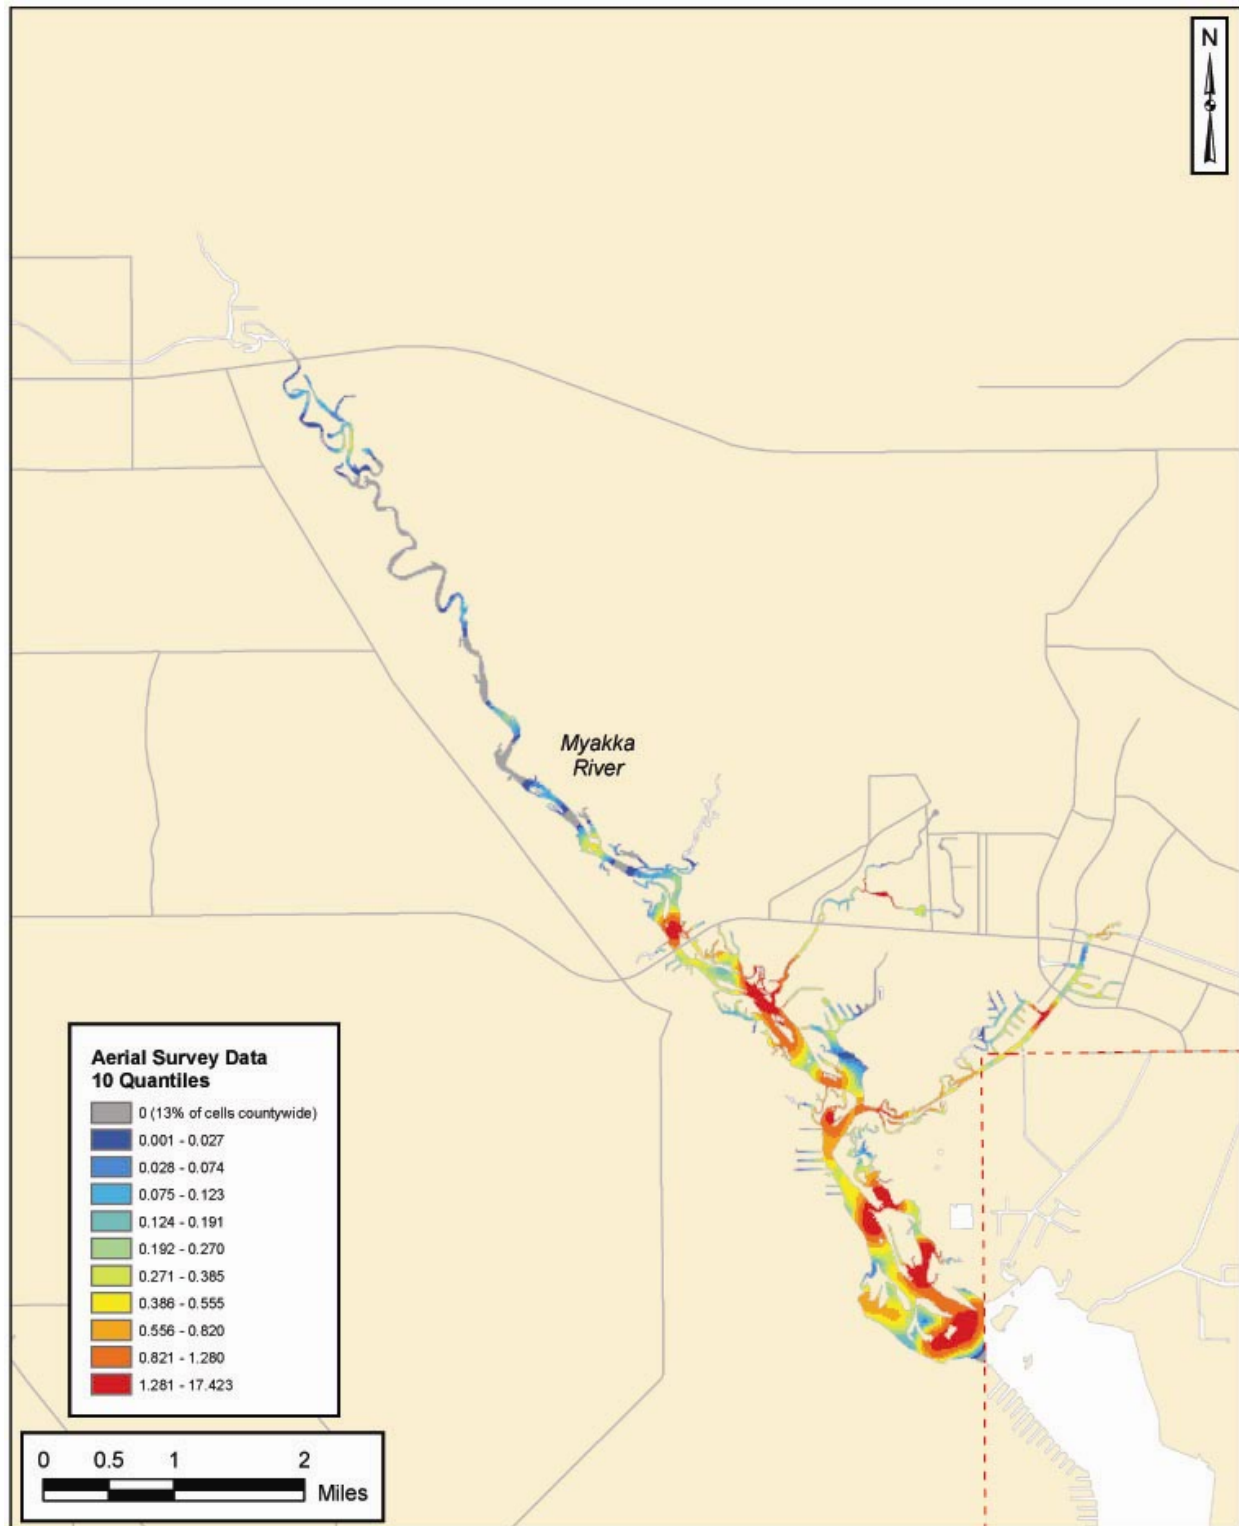 N
Myakka
River
Aerial Survey Data
10 Quantiles
0 (13% of cells countywide)
0.001 - 0.027
0.028 - 0.074
0.075 - 0.123
0.124 - 0.191
0.192 - 0.270
0.271 - 0.385
0.386 - 0.555
0.556 - 0.820
0.821 - 1.280
1.281 - 17.423
0 0.5 1 2
Miles